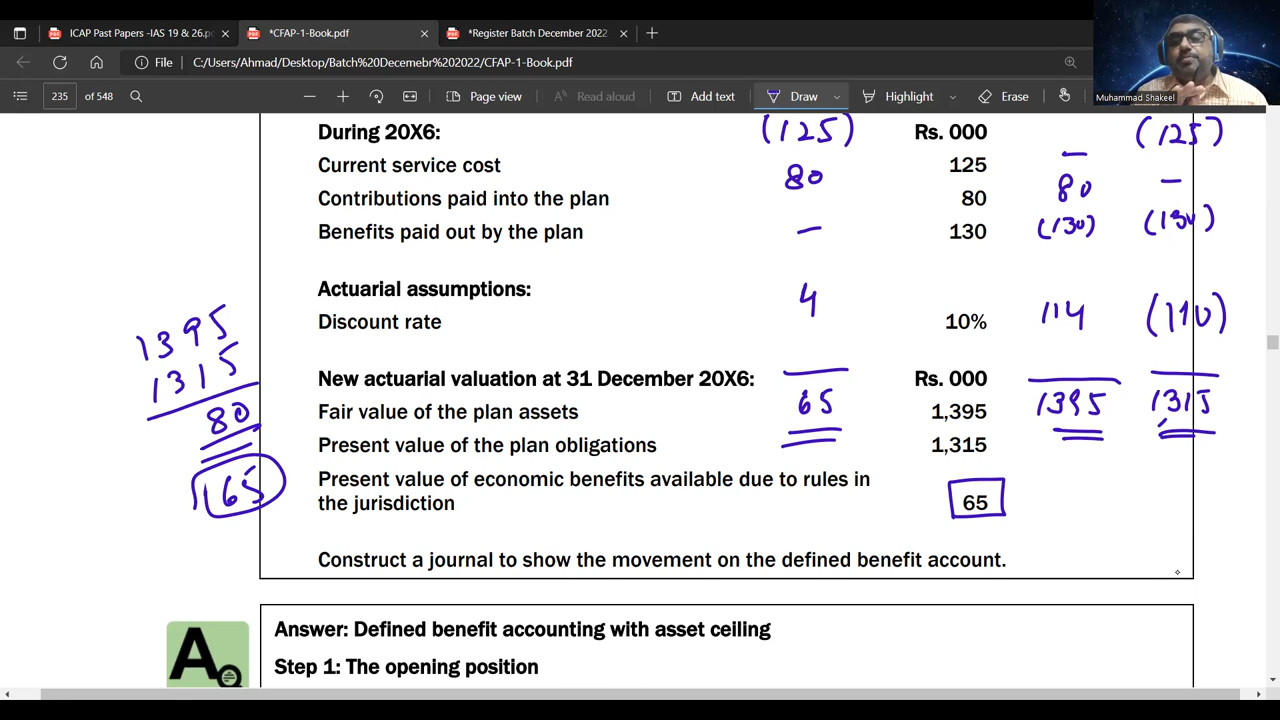 ICAP Past Papers -IAS 19 & 26.pd
*CFAP-1-Book.pdf
*Register Batch December 2022
File
C:/Users/Ahmad/Desktop/Batch%20Decemebr%202022/CFAP-1-Book.pdf
235 of 548
Page view
Read aloud
Add text
Draw
Highlight
Erase
Muhammad Shakeel
During 20X6: (125) Rs. 000 (125)
Current service cost 125 —
80 80 —
Contributions paid into the plan 80
Benefits paid out by the plan — 130 (130) (130)
Actuarial assumptions:
4 114 (110)
Discount rate 10%
1395
1315
New actuarial valuation at 31 December 20X6: Rs. 000
Fair value of the plan assets 65 1,395 1395 1315
80
Present value of the plan obligations 1,315
Present value of economic benefits available due to rules in
the jurisdiction 65
65
Construct a journal to show the movement on the defined benefit account.
A
Answer: Defined benefit accounting with asset ceiling
Step 1: The opening position